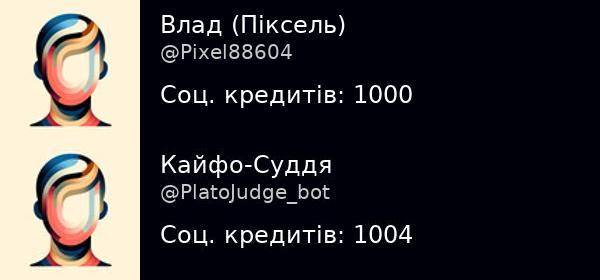 Влад (Піксель)
@Pixel88604
Соц. кредитів: 1000
Кайфо-Суддя
@PlatoJudge_bot
Соц. кредитів: 1004